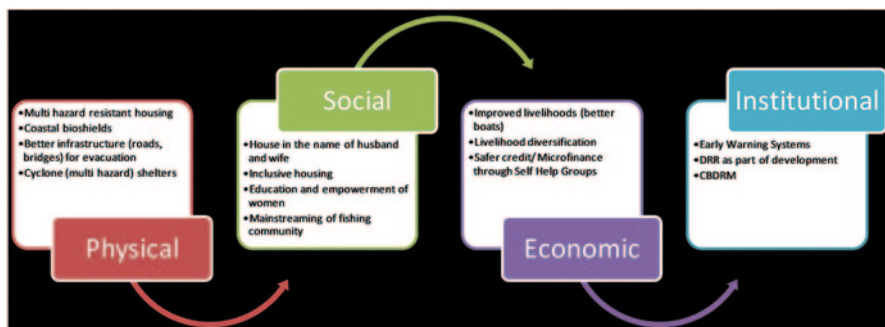 •Multi hazard resistant housing
•Coastal bioshields
•Better infrastructure (roads,
bridges) for evacuation
•Cyclone (multi hazard) shelters
Physical
Social
•House in the name of husband
and wife
•Inclusive housing
•Education and empowerment of
women
•Mainstreaming of fishing
community
•Improved livelihoods (better
boats)
•Livelihood diversification
•Safer credit/ Microfinance
through Self Help Groups
Economic
Institutional
•Early Warning Systems
•DRR as part of development
•CBDRM